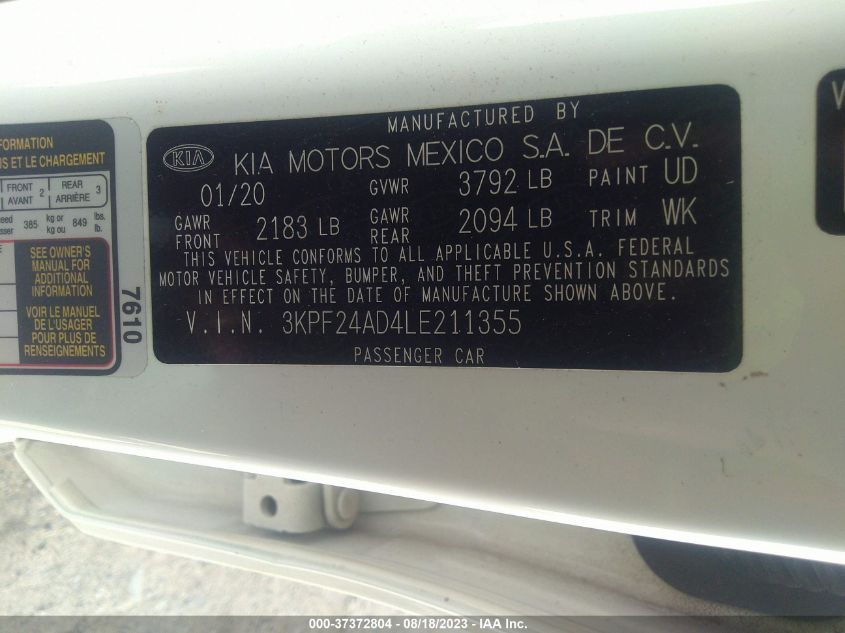 FORMATION
US ET LE CHARGEMENT
FRONT 2 REAR 3
AVANT ARRIÈRE
385 kg or 849 lbs.
kg ou lb.
SEE OWNER'S
MANUAL FOR
ADDITIONAL
INFORMATION
VOIR LE MANUEL
DE L'USAGER
POUR PLUS DE
RENSEIGNEMENTS
7610
MANUFACTURED BY
KIA KIA MOTORS MEXICO S.A. DE C.V.
01/20 GVWR 3792 LB PAINT UD
GAWR FRONT 2183 LB GAWR REAR 2094 LB TRIM WK
THIS VEHICLE CONFORMS TO ALL APPLICABLE U.S.A. FEDERAL
MOTOR VEHICLE SAFETY, BUMPER, AND THEFT PREVENTION STANDARDS
IN EFFECT ON THE DATE OF MANUFACTURE SHOWN ABOVE.
V.I.N. 3KPF24AD4LE211355
PASSENGER CAR
V
000-37372804 - 08/18/2023 - IAA Inc.